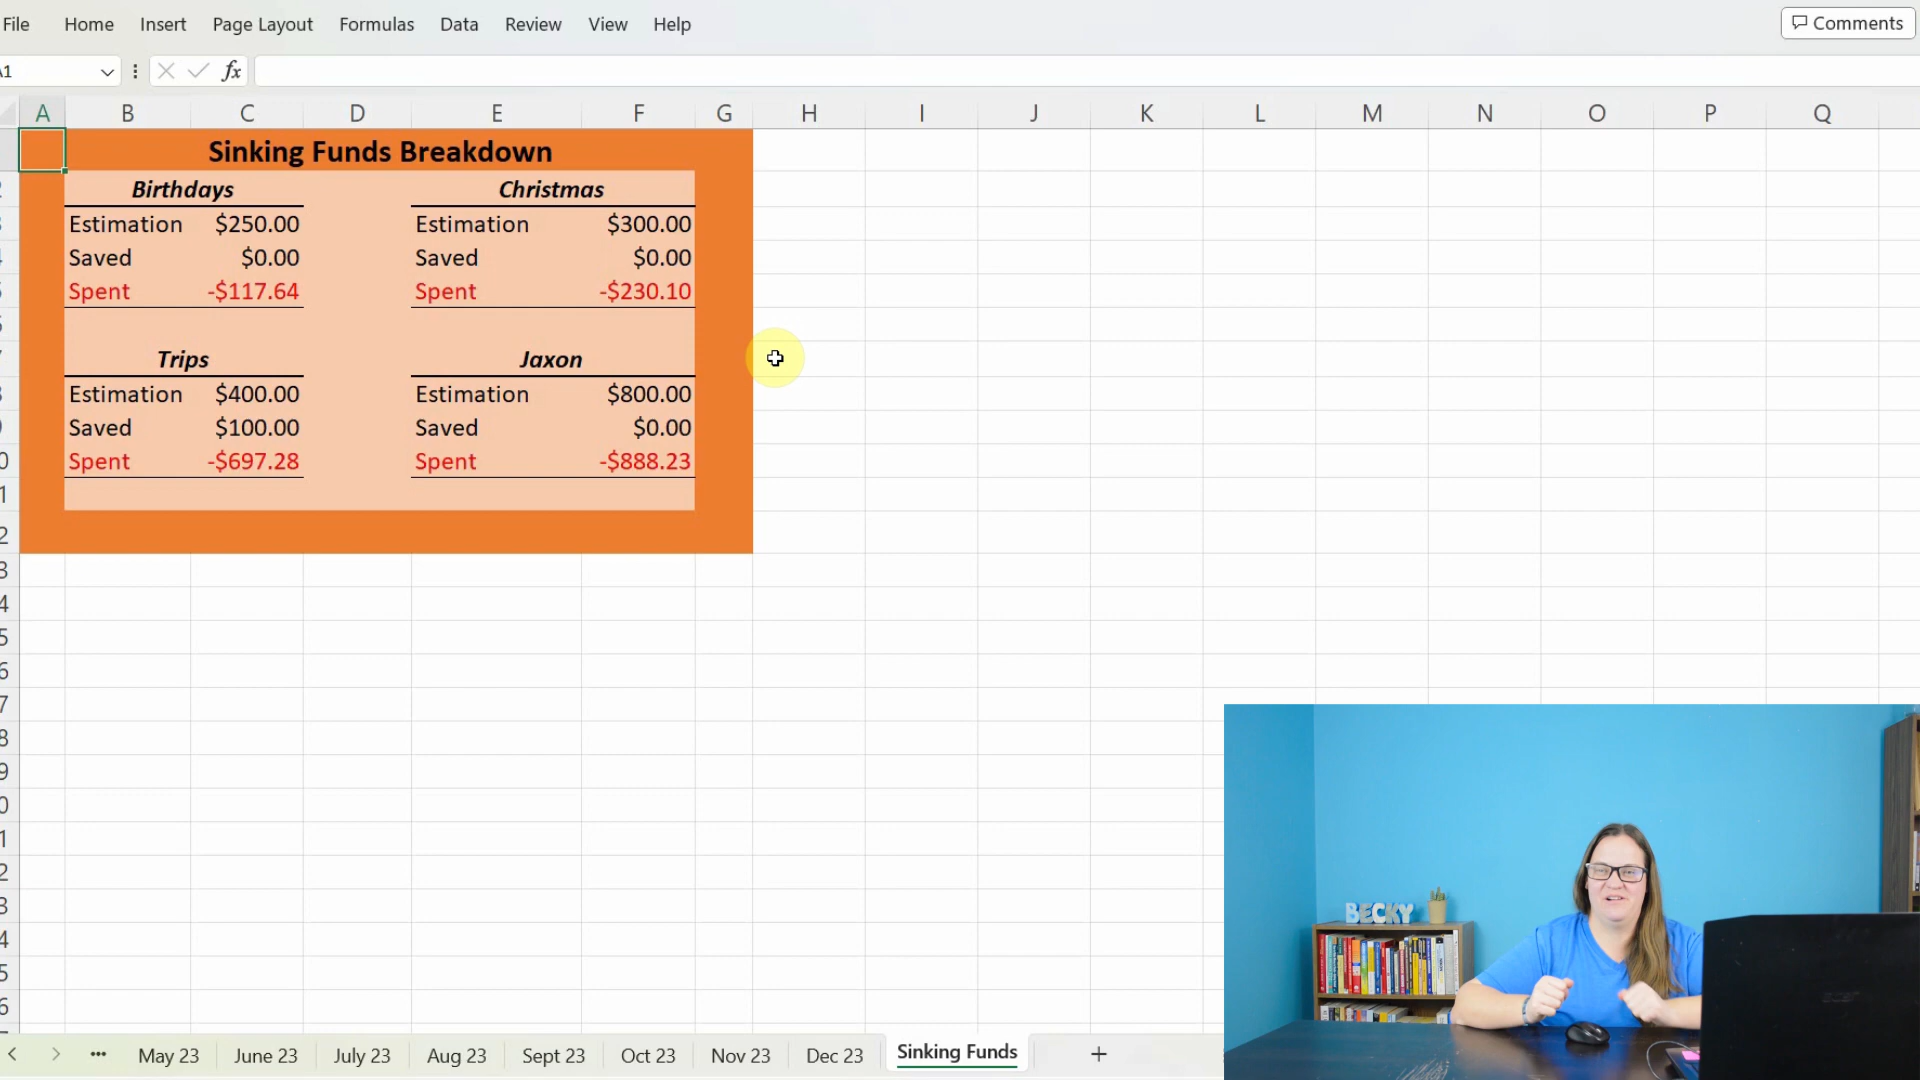 File Home Insert Page Layout Formulas Data Review View Help Comments
A1 fx
A B C D E F G H I J K L M N O P Q
Sinking Funds Breakdown
Birthdays Christmas
Estimation $250.00 Estimation $300.00
Saved $0.00 Saved $0.00
Spent -$117.64 Spent -$230.10
Trips Jaxon
Estimation $400.00 Estimation $800.00
Saved $100.00 Saved $0.00
Spent -$697.28 Spent -$888.23
BECKY
May 23 June 23 July 23 Aug 23 Sept 23 Oct 23 Nov 23 Dec 23 Sinking Funds